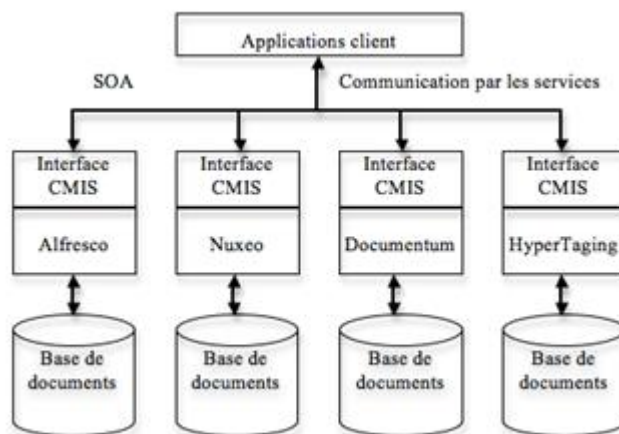 Applications client
SOA
Communication par les services
Interface
CMIS
Interface
CMIS
Interface
CMIS
Interface
CMIS
Alfresco
Nuxeo
Documentum
HyperTaging
Base de
documents
Base de
documents
Base de
documents
Base de
documents